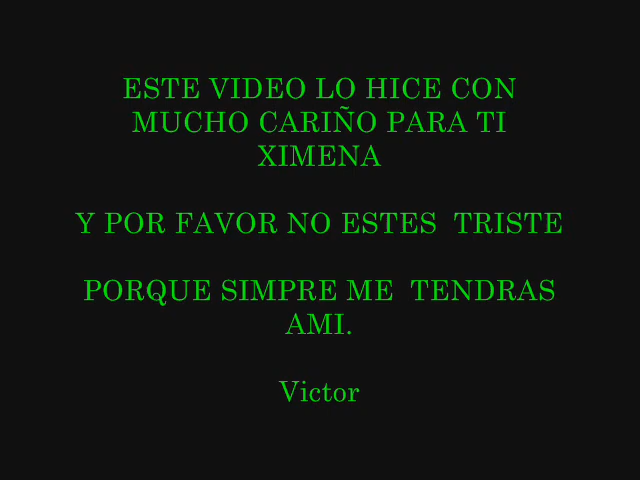 ESTE VIDEO LO HICE CON
MUCHO CARIÑO PARA TI
XIMENA
Y POR FAVOR NO ESTES  TRISTE
PORQUE SIMPRE ME  TENDRAS
AMI.
Victor